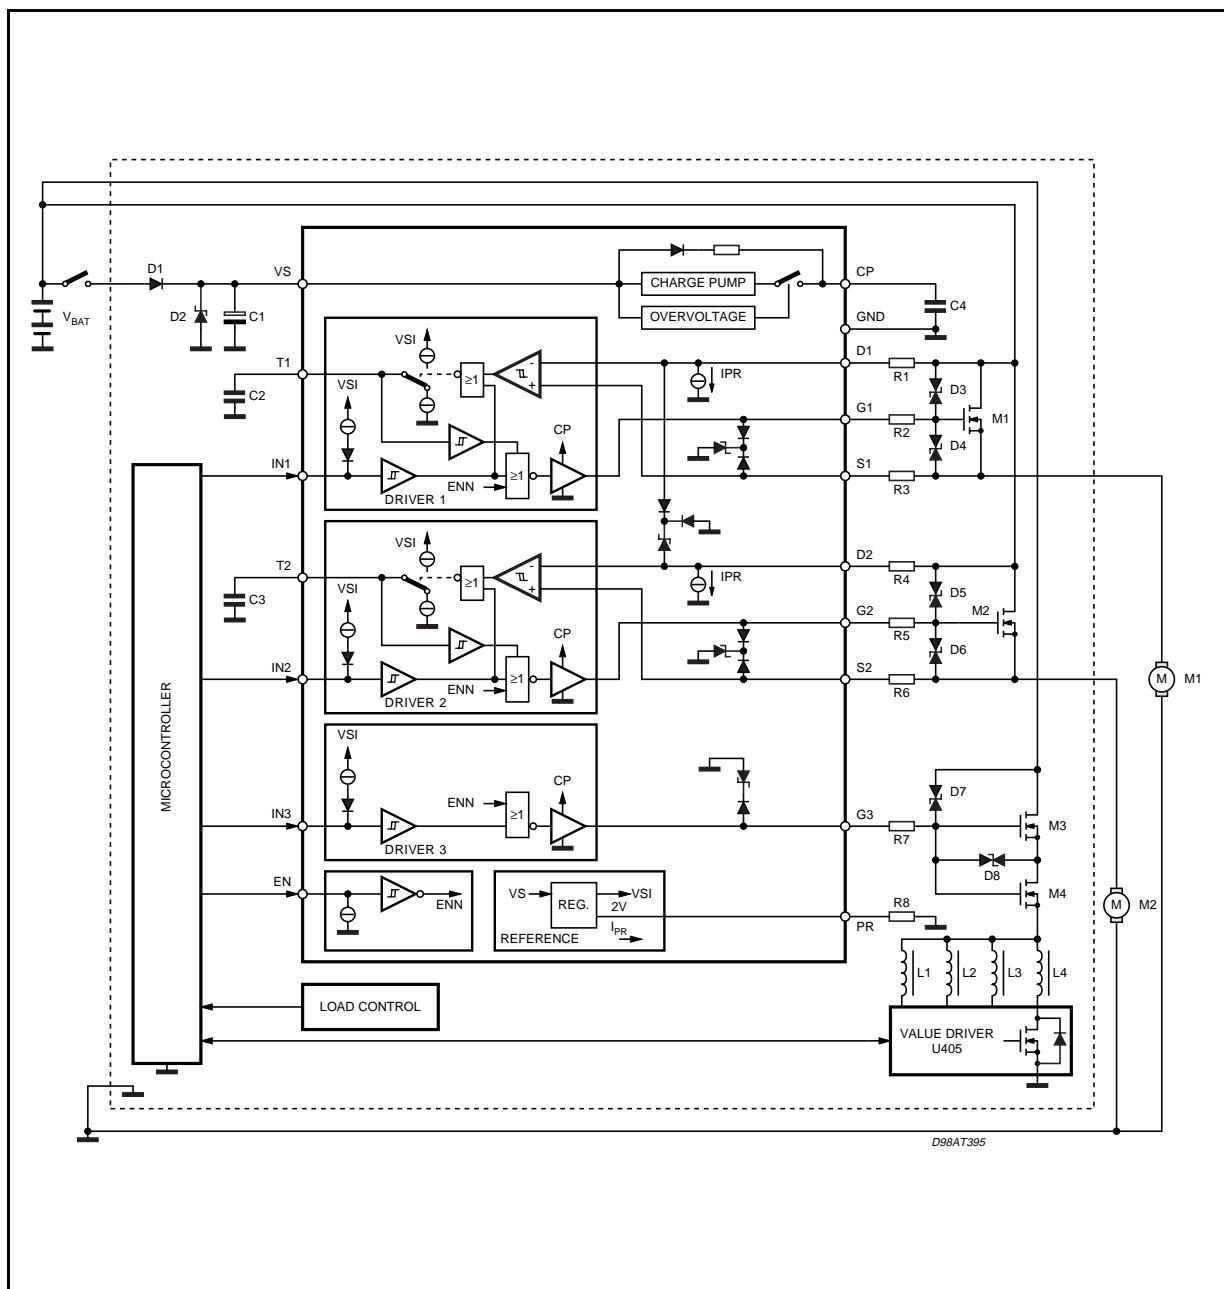 D1
VS
CP
CHARGE PUMP
C4
VBAT
D2
C1
OVERVOLTAGE
GND
VSI
T1
D1
≥1
-
+
IPR
R1
D3
VSI
C2
G1
M1
CP
R2
D4
IN1
S1
≥1
ENN
R3
DRIVER 1
VSI
T2
D2
≥1
-
+
IPR
R4
D5
VSI
C3
M2
G2
CP
R5
D6
IN2
S2
≥1
ENN
M
M1
DRIVER 2
R6
MICROCONTROLLER
VSI
CP
D7
ENN
IN3
≥1
G3
M3
R7
DRIVER 3
D8
EN
VS
VSI
M4
ENN
REG.
2V
R8
M
M2
IPR
PR
REFERENCE
L1
L2
L3
L4
LOAD CONTROL
VALUE DRIVER
U405
D98AT395